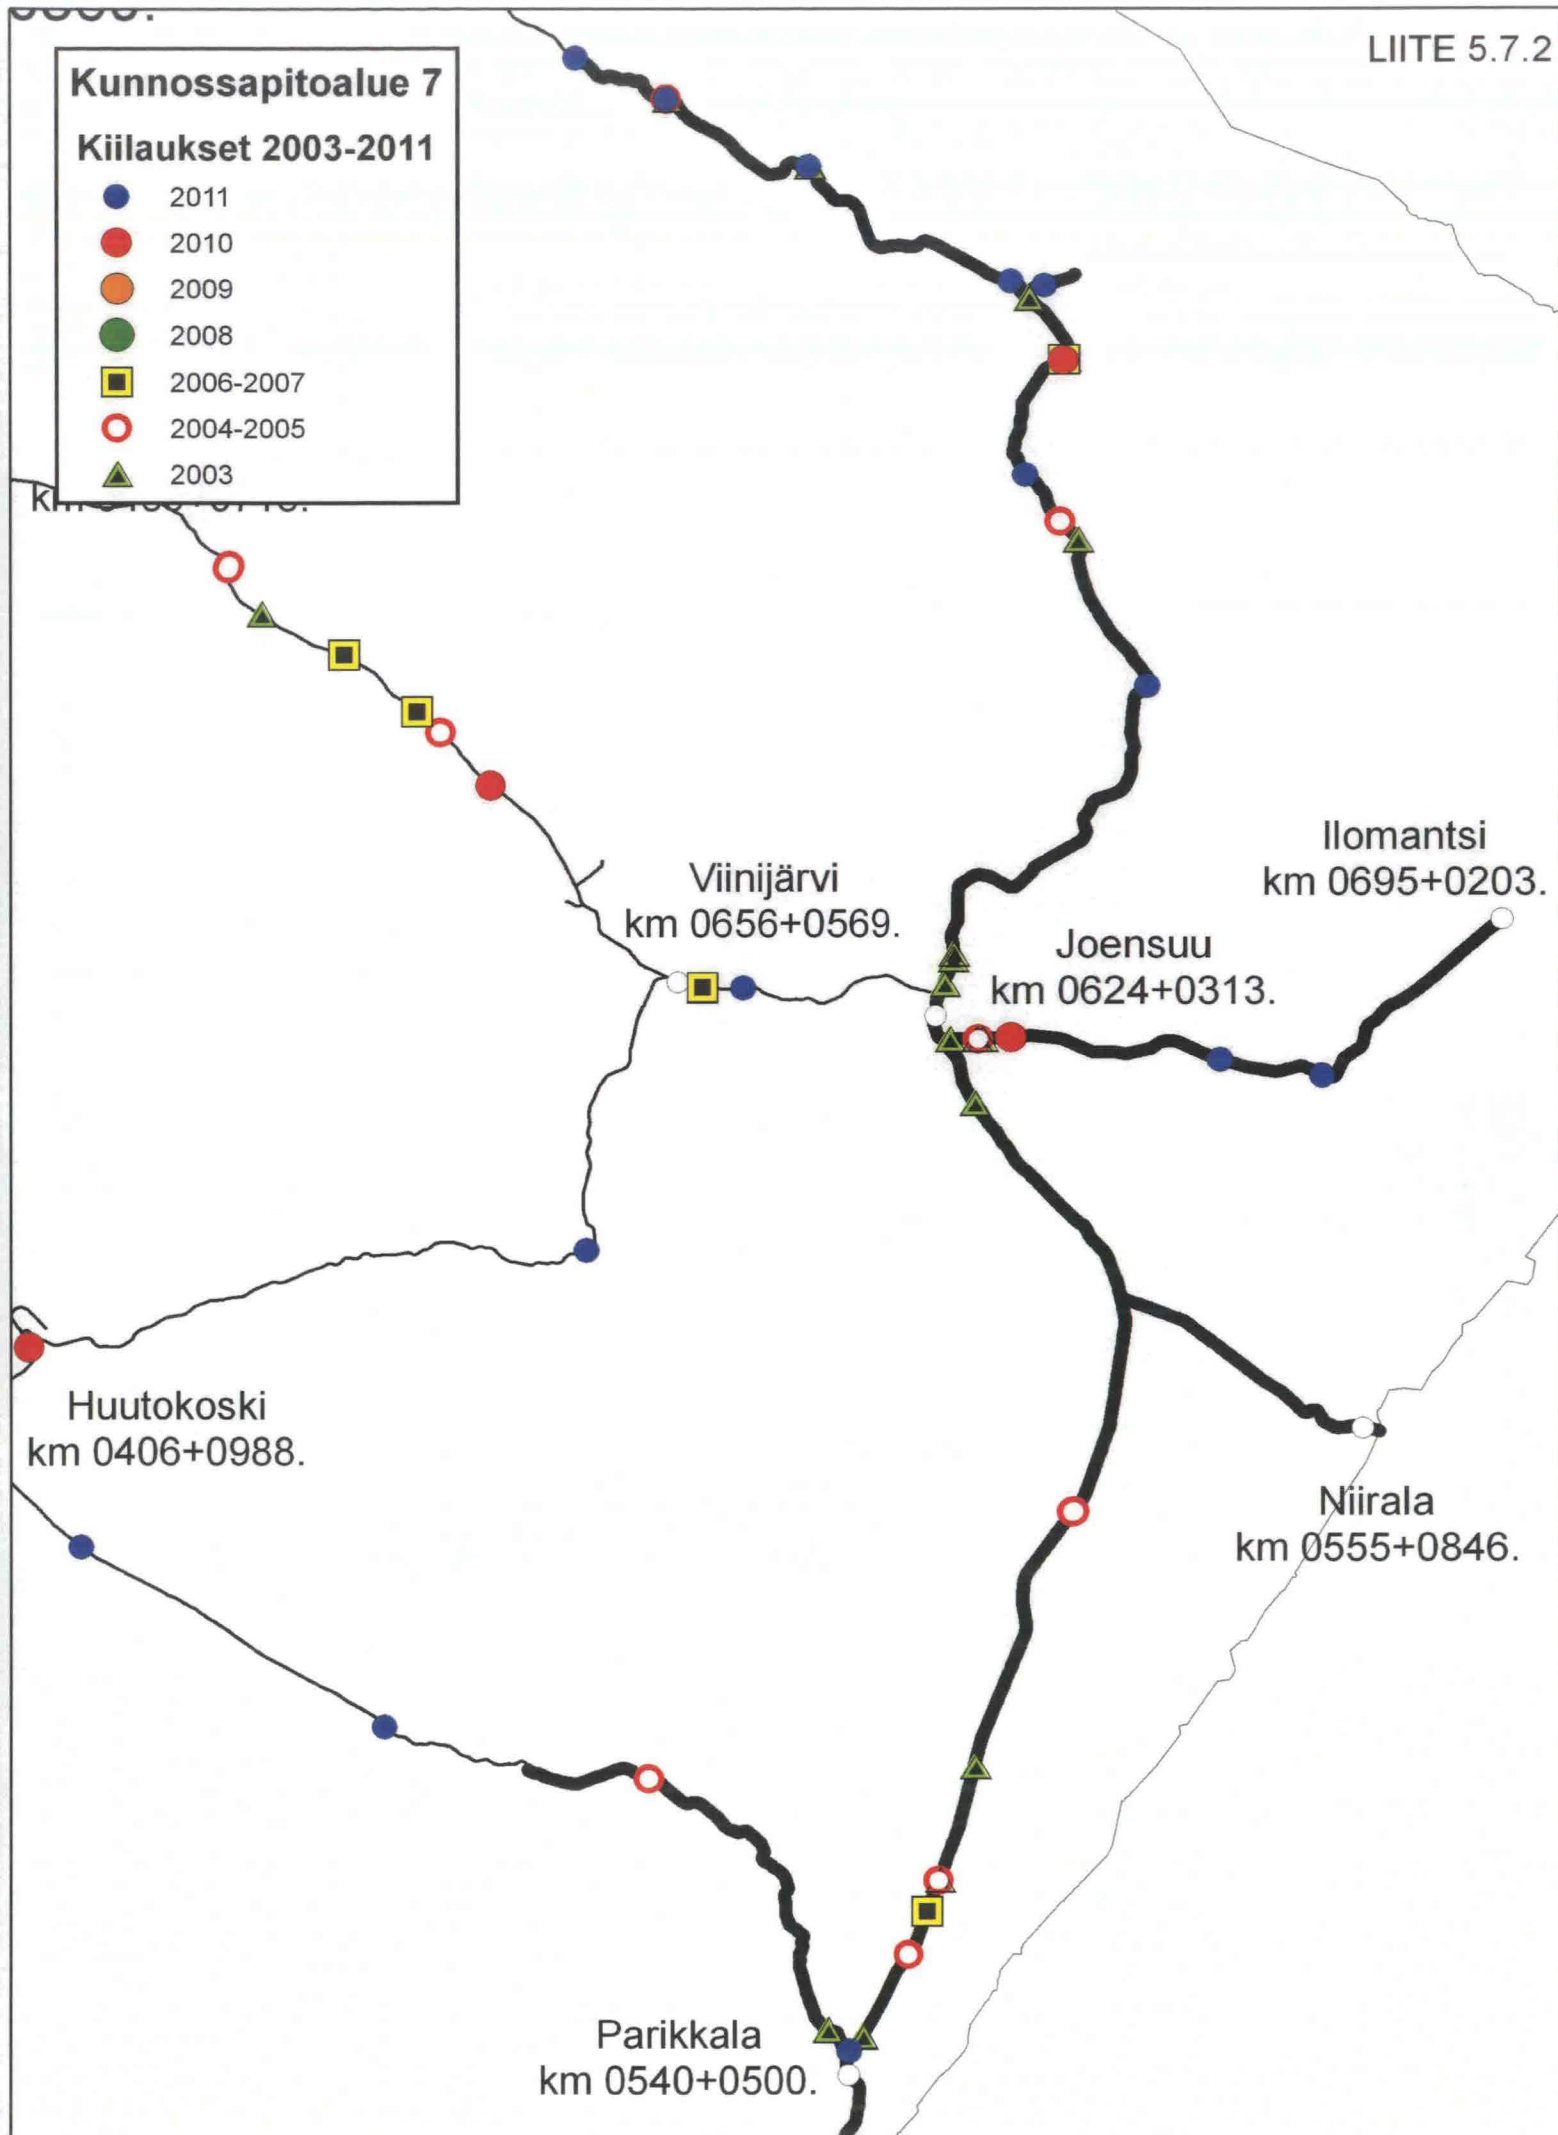 LIITE 5.7.2
Kunnossapitoalue 7
Kiilaukset 2003-2011
2011
2010
2009
2008
2006-2007
2004-2005
2003
Ilomantsi
km 0695+0203.
Viinijärvi
km 0656+0569.
Joensuu
km 0624+0313.
Huutokoski
km 0406+0988.
Niirala
km 0555+0846.
Parikkala
km 0540+0500.